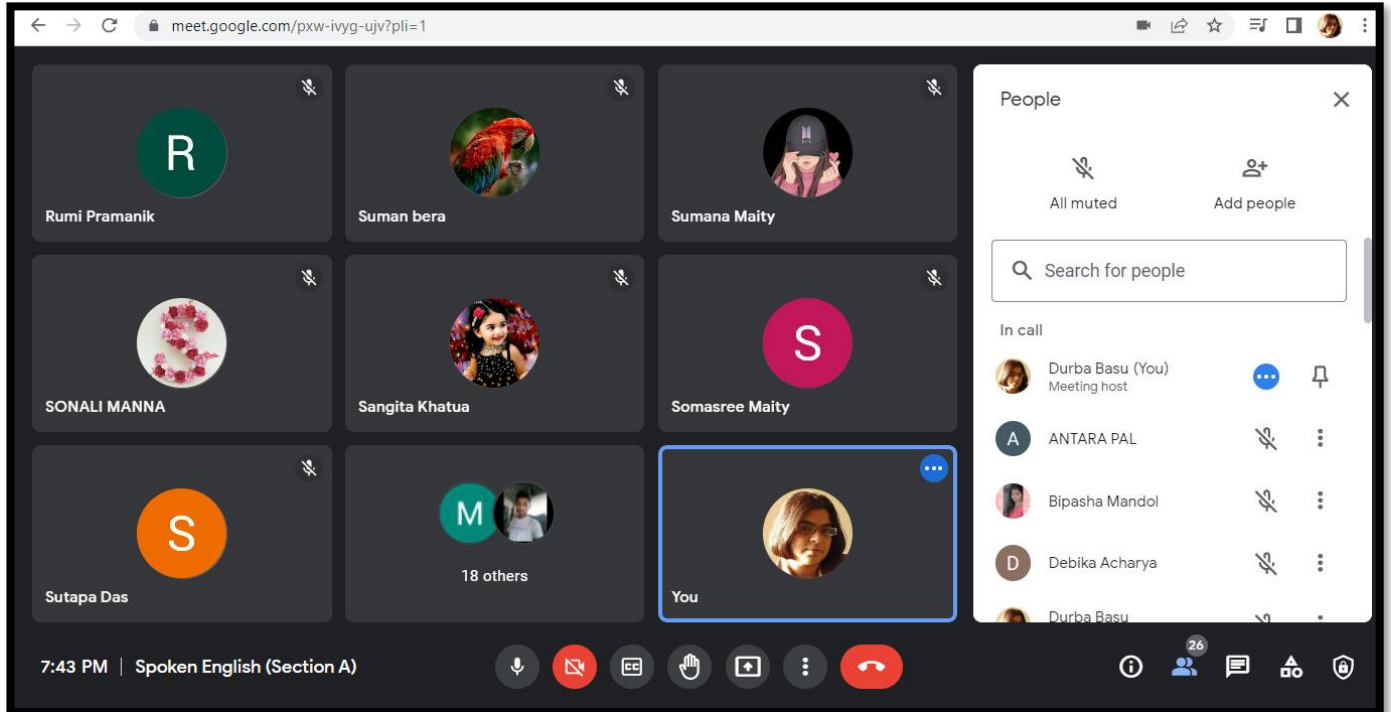 meet.google.com/pxw-ivyg-ujv?pli=1
R
Rumi Pramanik
Suman bera
Sumana Maity
SONALI MANNA
Sangita Khatua
S
Somasree Maity
S
Sutapa Das
M
18 others
You
People
All muted
Add people
Search for people
In call
Durba Basu (You)
Meeting host
A
ANTARA PAL
Bipasha Mandol
D
Debika Acharya
Durba Basu
7:43 PM | Spoken English (Section A)
CC
26